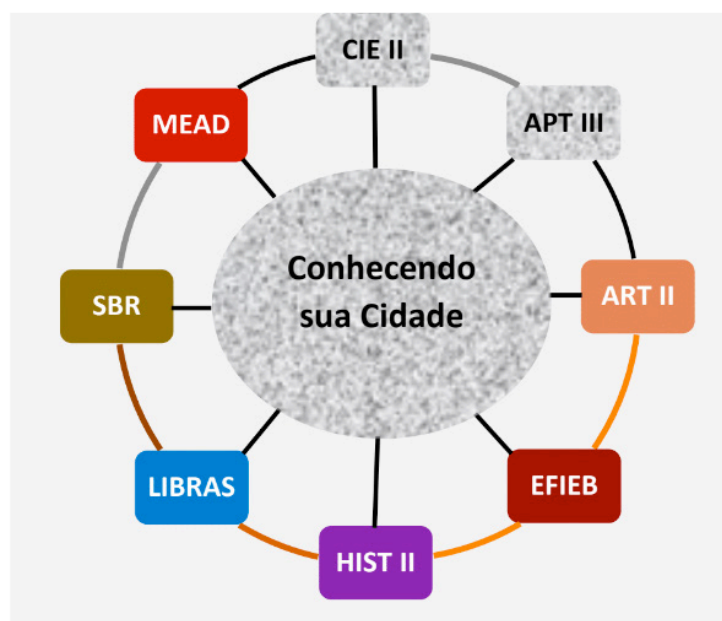 CIE II
APT III
MEAD
Conhecendo
sua Cidade
SBR
ART II
LIBRAS
EFIEB
HIST II